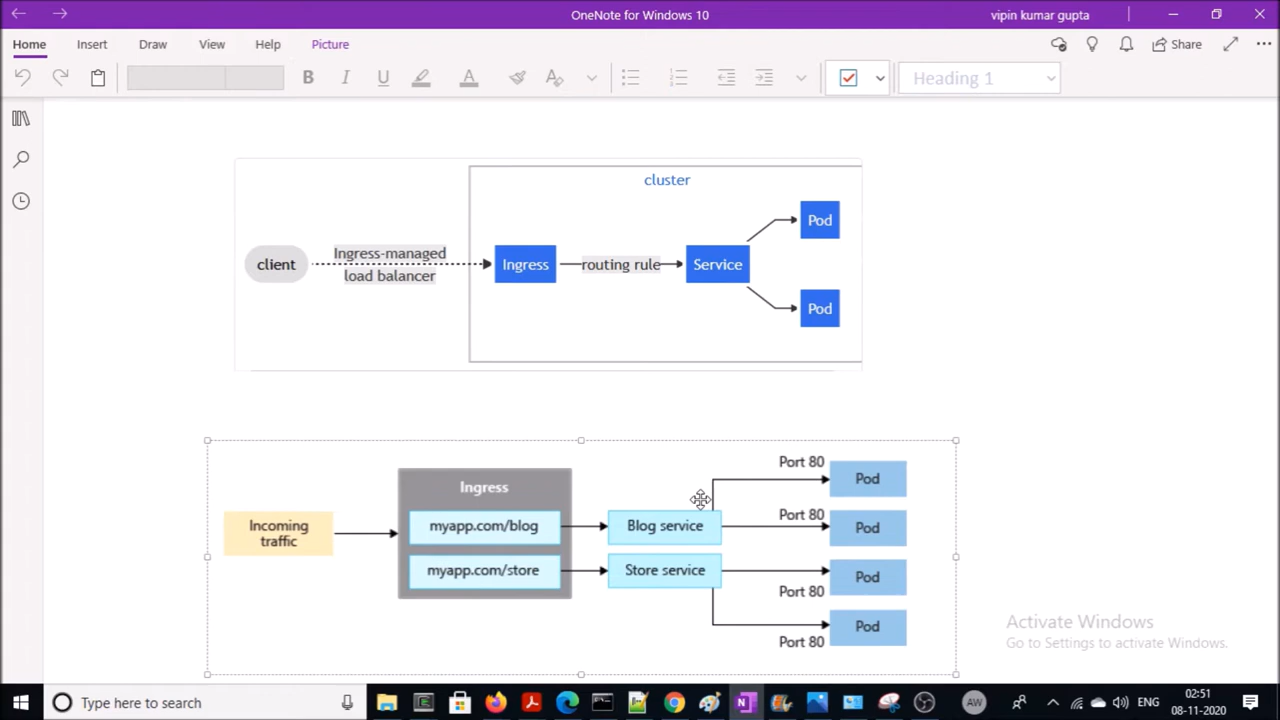 OneNote for Windows 10
vipin kumar gupta
Home
Insert
Draw
View
Help
Picture
Share
B
I
U
A
Heading 1
cluster
Pod
client
Ingress-managed
load balancer
Ingress
routing rule
Service
Pod
Port 80
Pod
Ingress
Incoming
traffic
myapp.com/blog
Blog service
Port 80
Pod
myapp.com/store
Store service
Pod
Port 80
Pod
Port 80
Activate Windows
Go to Settings to activate Windows.
Type here to search
AW
ENG
02:51
08-11-2020